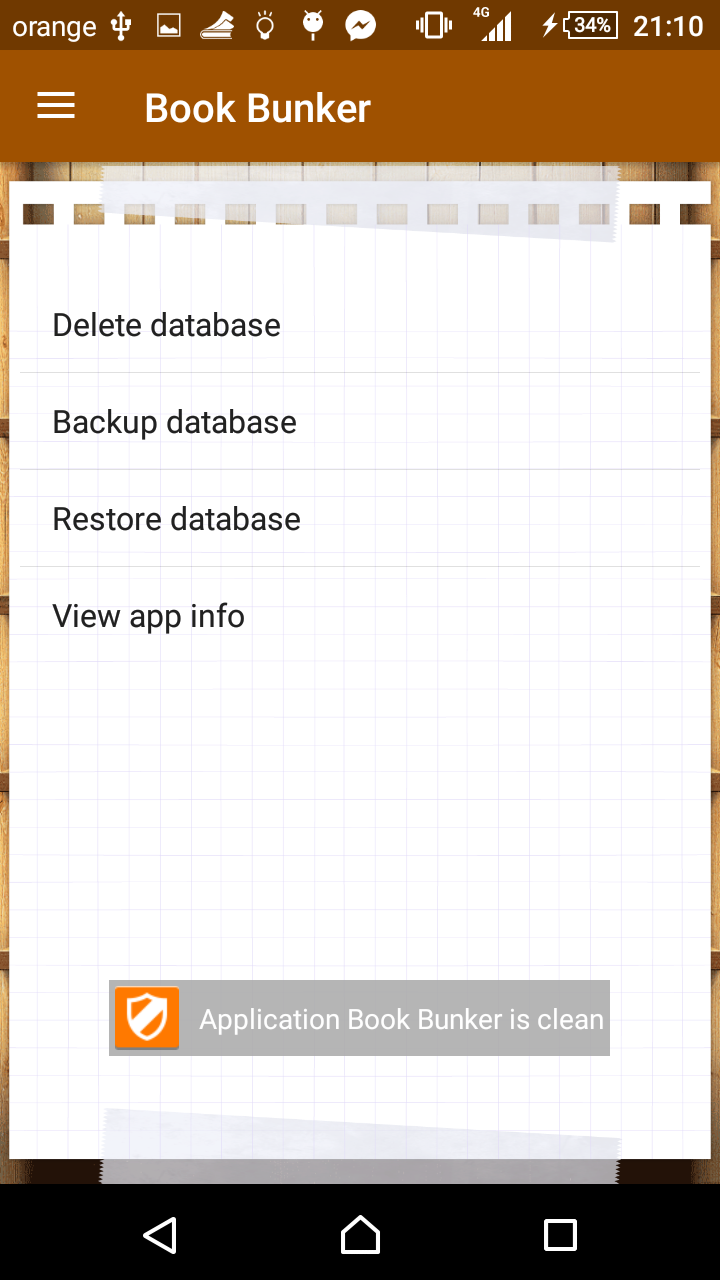 orange 4G 34% 21:10
Book Bunker
Delete database
Backup database
Restore database
View app info
Application Book Bunker is clean